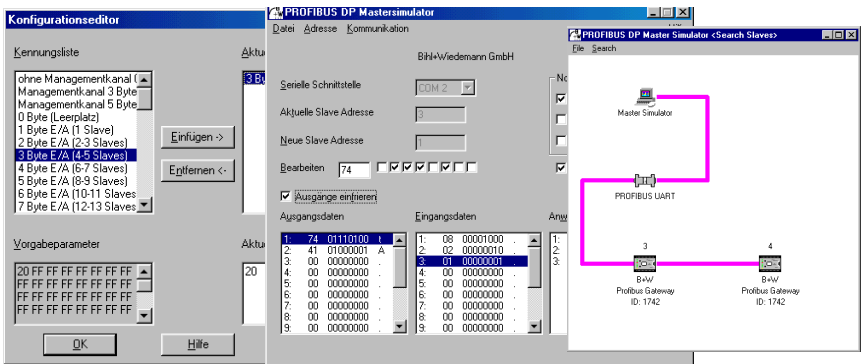 Konfigurationseditor
Kennungsliste
Aktu
ohne Managementkanal (
Managementkanal 3 Byte
Managementkanal 5 Byte
0 Byte (Leerplatz)
1 Byte E/A (1 Slave)
2 Byte E/A (2-3 Slaves)
3 Byte E/A (4-5 Slaves)
4 Byte E/A (6-7 Slaves)
5 Byte E/A (8-9 Slaves)
6 Byte E/A (10-11 Slaves
7 Byte E/A (12-13 Slaves
3 By
Einfügen ->
Entfernen <-
Vorgabeparameter
Aktu
20 FF FF FF FF FF FF FF
FF FF FF FF FF FF FF FF
FF FF FF FF FF FF FF FF
FF FF FF FF FF FF FF FF
20
OK
Hilfe
PROFIBUS DP Mastersimulator
Datei Adresse Kommunikation
Bihl+Wiedemann GmbH
Serielle Schnittstelle
COM 2
No
Aktuelle Slave Adresse
3
Neue Slave Adresse
1
Bearbeiten
74
Ausgänge einfrieren
Ausgangsdaten
Eingangsdaten
Anw
1: 74 01110100 t
2: 41 01000001 A
3: 00 00000000 .
4: 00 00000000 .
5: 00 00000000 .
6: 00 00000000 .
7: 00 00000000 .
8: 00 00000000 .
9: 00 00000000 .
1: 08 00001000 .
2: 02 00000010 .
3: 01 00000001 .
4: 00 00000000 .
5: 00 00000000 .
6: 00 00000000 .
7: 00 00000000 .
8: 00 00000000 .
9: 00 00000000 .
1:
2:
3:
PROFIBUS DP Master Simulator <Search Slaves>
File Search
Master Simulator
PROFIBUS UART
3
B+W
Profibus Gateway
ID: 1742
4
B+W
Profibus Gateway
ID: 1742